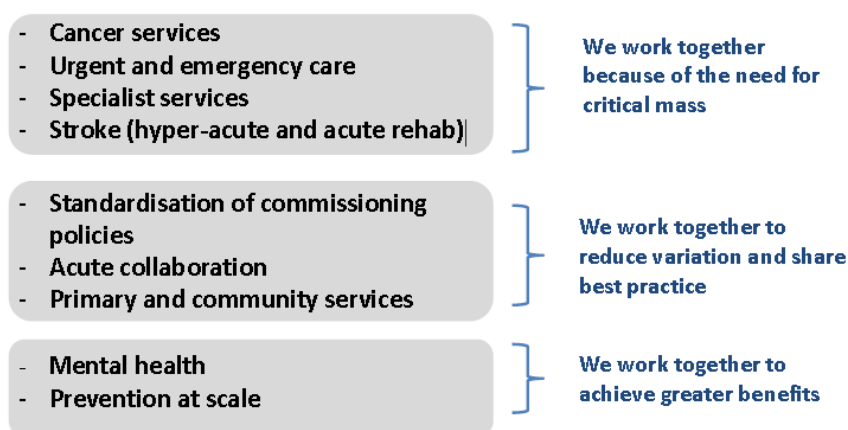 - Cancer services
- Urgent and emergency care
- Specialist services
- Stroke (hyper-acute and acute rehab)
We work together
because of the need for
critical mass
- Standardisation of commissioning
policies
- Acute collaboration
- Primary and community services
We work together to
reduce variation and share
best practice
- Mental health
- Prevention at scale
We work together to
achieve greater benefits